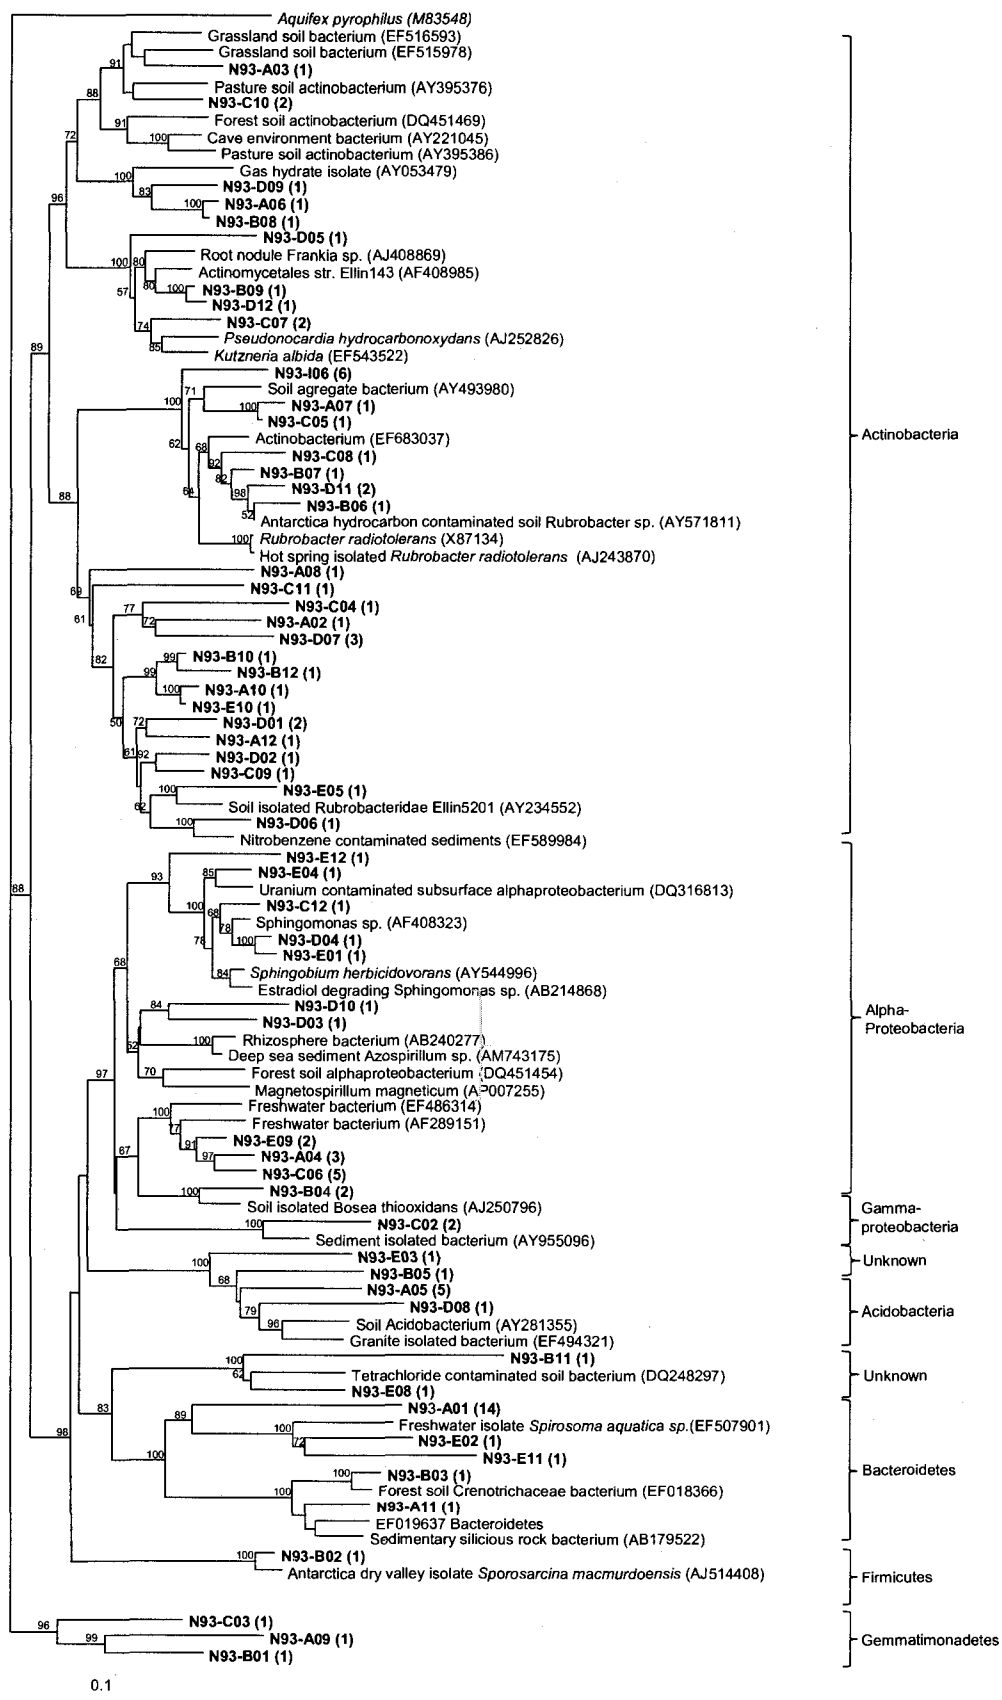 Aquifex pyrophilus (M83548)
Grassland soil bacterium (EF516593)
Grassland soil bacterium (EF515978)
91
N93-A03 (1)
88
Pasture soil actinobacterium (AY395376)
N93-C10 (2)
91
Forest soil actinobacterium (DQ451469)
72
100
Cave environment bacterium (AY221045)
Pasture soil actinobacterium (AY395386)
Gas hydrate isolate (AY053479)
100
N93-D09 (1)
83
96
100
N93-A06 (1)
N93-B08 (1)
N93-D05 (1)
Root nodule Frankia sp. (AJ408869)
100
80
Actinomycetales str. Ellin143 (AF408985)
80
100
57
N93-B09 (1)
N93-D12 (1)
N93-C07 (2)
74
Pseudonocardia hydrocarbonoxydans (AJ252826)
89
85
Kutzneria albida (EF543522)
N93-I06 (6)
71
Soil agregate bacterium (AY493980)
100
100
N93-A07 (1)
N93-C05 (1)
Actinobacterium (EF683037)
Actinobacteria
62
68
N93-C08 (1)
92
82
N93-B07 (1)
64
98
N93-D11 (2)
88
N93-B06 (1)
52
Antarctica hydrocarbon contaminated soil Rubrobacter sp. (AY571811)
100
Rubrobacter radiotolerans (X87134)
Hot spring isolated Rubrobacter radiotolerans (AJ243870)
N93-A08 (1)
69
N93-C11 (1)
77
N93-C04 (1)
61
72
N93-A02 (1)
N93-D07 (3)
82
99
N93-B10 (1)
99
N93-B12 (1)
100
N93-A10 (1)
N93-E10 (1)
50
72
N93-D01 (2)
N93-A12 (1)
61
92
N93-D02 (1)
N93-C09 (1)
100
N93-E05 (1)
62
Soil isolated Rubrobacteridae Ellin5201 (AY234552)
100
N93-D06 (1)
Nitrobenzene contaminated sediments (EF589984)
N93-E12 (1)
93
85
N93-E04 (1)
88
Uranium contaminated subsurface alphaproteobacterium (DQ316813)
100
68
N93-C12 (1)
78
Sphingomonas sp. (AF408323)
78
100
N93-D04 (1)
N93-E01 (1)
68
84
Sphingobium herbicidovorans (AY544996)
Estradiol degrading Sphingomonas sp. (AB214868)
84
N93-D10 (1)
Alpha-
Proteobacteria
N93-D03 (1)
52
100
Rhizosphere bacterium (AB240277)
Deep sea sediment Azospirillum sp. (AM743175)
97
70
Forest soil alphaproteobacterium (DQ451454)
Magnetospirillum magneticum (AP007255)
Freshwater bacterium (EF486314)
100
77
Freshwater bacterium (AF289151)
91
N93-E09 (2)
67
97
N93-A04 (3)
N93-C06 (5)
100
N93-B04 (2)
Soil isolated Bosea thiooxidans (AJ250796)
Gamma-
proteobacteria
100
N93-C02 (2)
Sediment isolated bacterium (AY955096)
100
N93-E03 (1)
Unknown
68
N93-B05 (1)
N93-A05 (5)
79
N93-D08 (1)
Acidobacteria
96
Soil Acidobacterium (AY281355)
Granite isolated bacterium (EF494321)
100
N93-B11 (1)
62
Tetrachloride contaminated soil bacterium (DQ248297)
Unknown
N93-E08 (1)
83
89
N93-A01 (14)
98
100
Freshwater isolate Spirosoma aquatica sp.(EF507901)
72
N93-E02 (1)
100
N93-E11 (1)
Bacteroidetes
100
N93-B03 (1)
100
Forest soil Crenotrichaceae bacterium (EF018366)
N93-A11 (1)
EF019637 Bacteroidetes
Sedimentary silicious rock bacterium (AB179522)
100
N93-B02 (1)
Antarctica dry valley isolate Sporosarcina macmurdoensis (AJ514408)
Firmicutes
96
N93-C03 (1)
99
N93-A09 (1)
Gemmatimonadetes
N93-B01 (1)
0.1